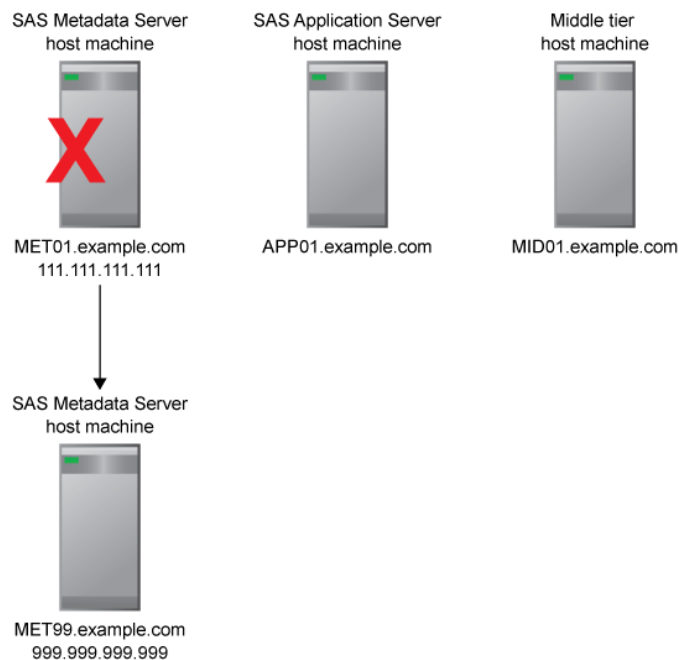 SAS Metadata Server
host machine
MET01.example.com
111.111.111.111
SAS Application Server
host machine
APP01.example.com
Middle tier
host machine
MID01.example.com
SAS Metadata Server
host machine
MET99.example.com
999.999.999.999